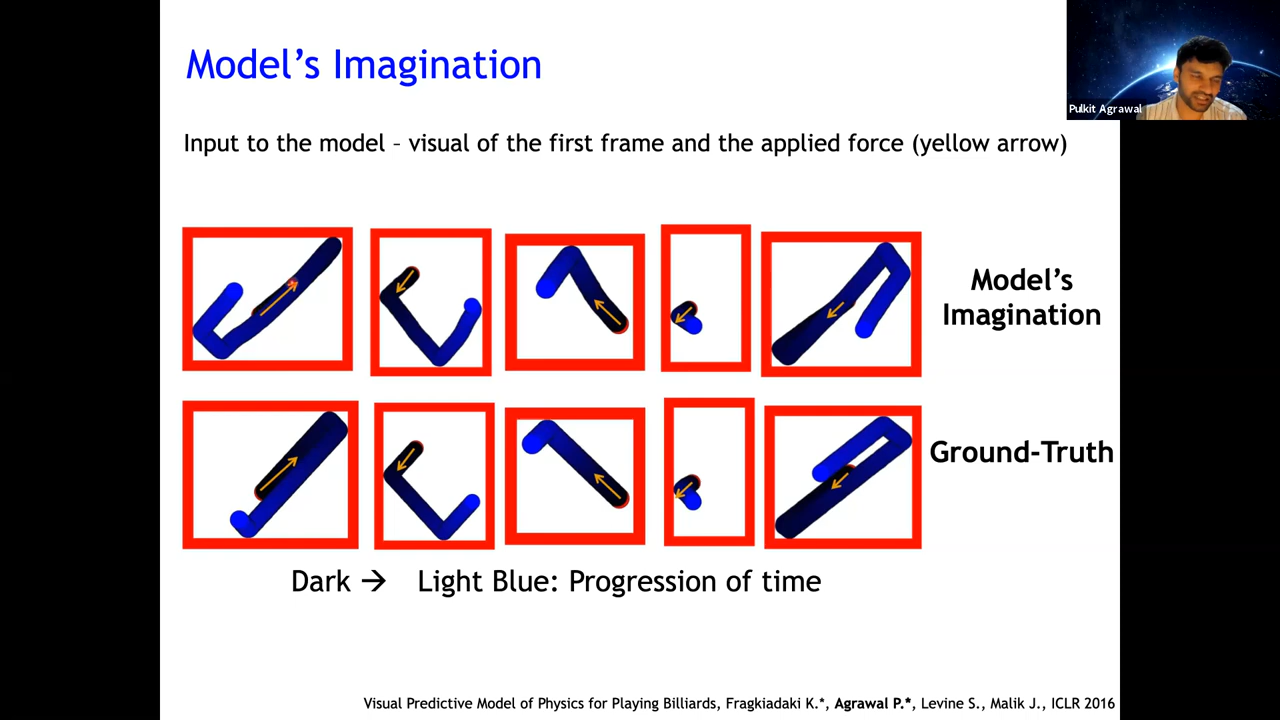 Model's Imagination
Pulkit Agrawal
Input to the model – visual of the first frame and the applied force (yellow arrow)
Model's
Imagination
Ground-Truth
Dark → Light Blue: Progression of time
Visual Predictive Model of Physics for Playing Billiards, Fragkiadaki K.*, Agrawal P.*, Levine S., Malik J., ICLR 2016